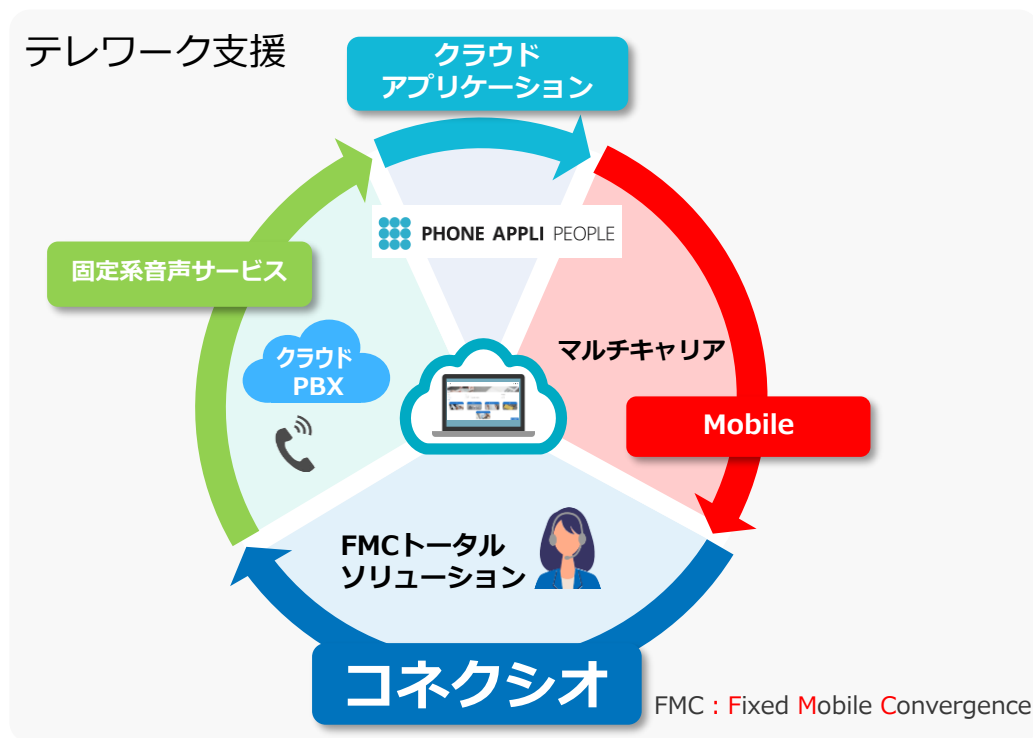 テレワーク支援
クラウド
アプリケーション
PHONE APPLI PEOPLE
固定系音声サービス
クラウド
PBX
マルチキャリア
Mobile
FMCトータル
ソリューション
コネクシオ
FMC : Fixed Mobile Convergence